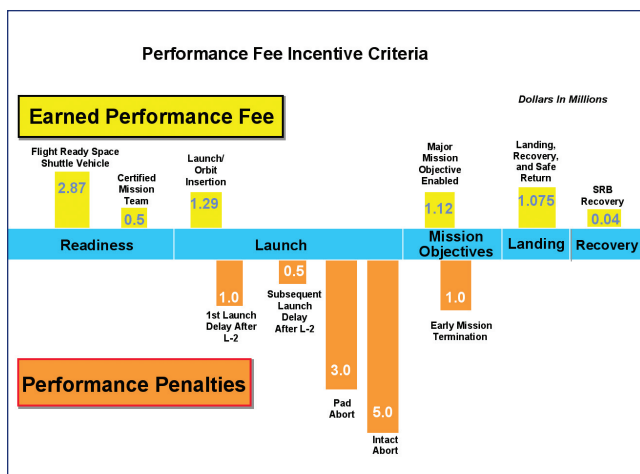 Performance Fee Incentive Criteria
Dollars In Millions
Earned Performance Fee
Flight Ready Space
Shuttle Vehicle
2.87
Certified
Mission
Team
0.5
Launch/
Orbit
Insertion
1.29
Major
Mission
Objective
Enabled
1.12
Landing,
Recovery,
and Safe
Return
1.075
SRB
Recovery
0.04
Readiness
Launch
Mission
Objectives
Landing
Recovery
1.0
1st Launch
Delay After
L-2
0.5
Subsequent
Launch
Delay
After L-2
3.0
Pad
Abort
5.0
Intact
Abort
1.0
Early Mission
Termination
Performance Penalties